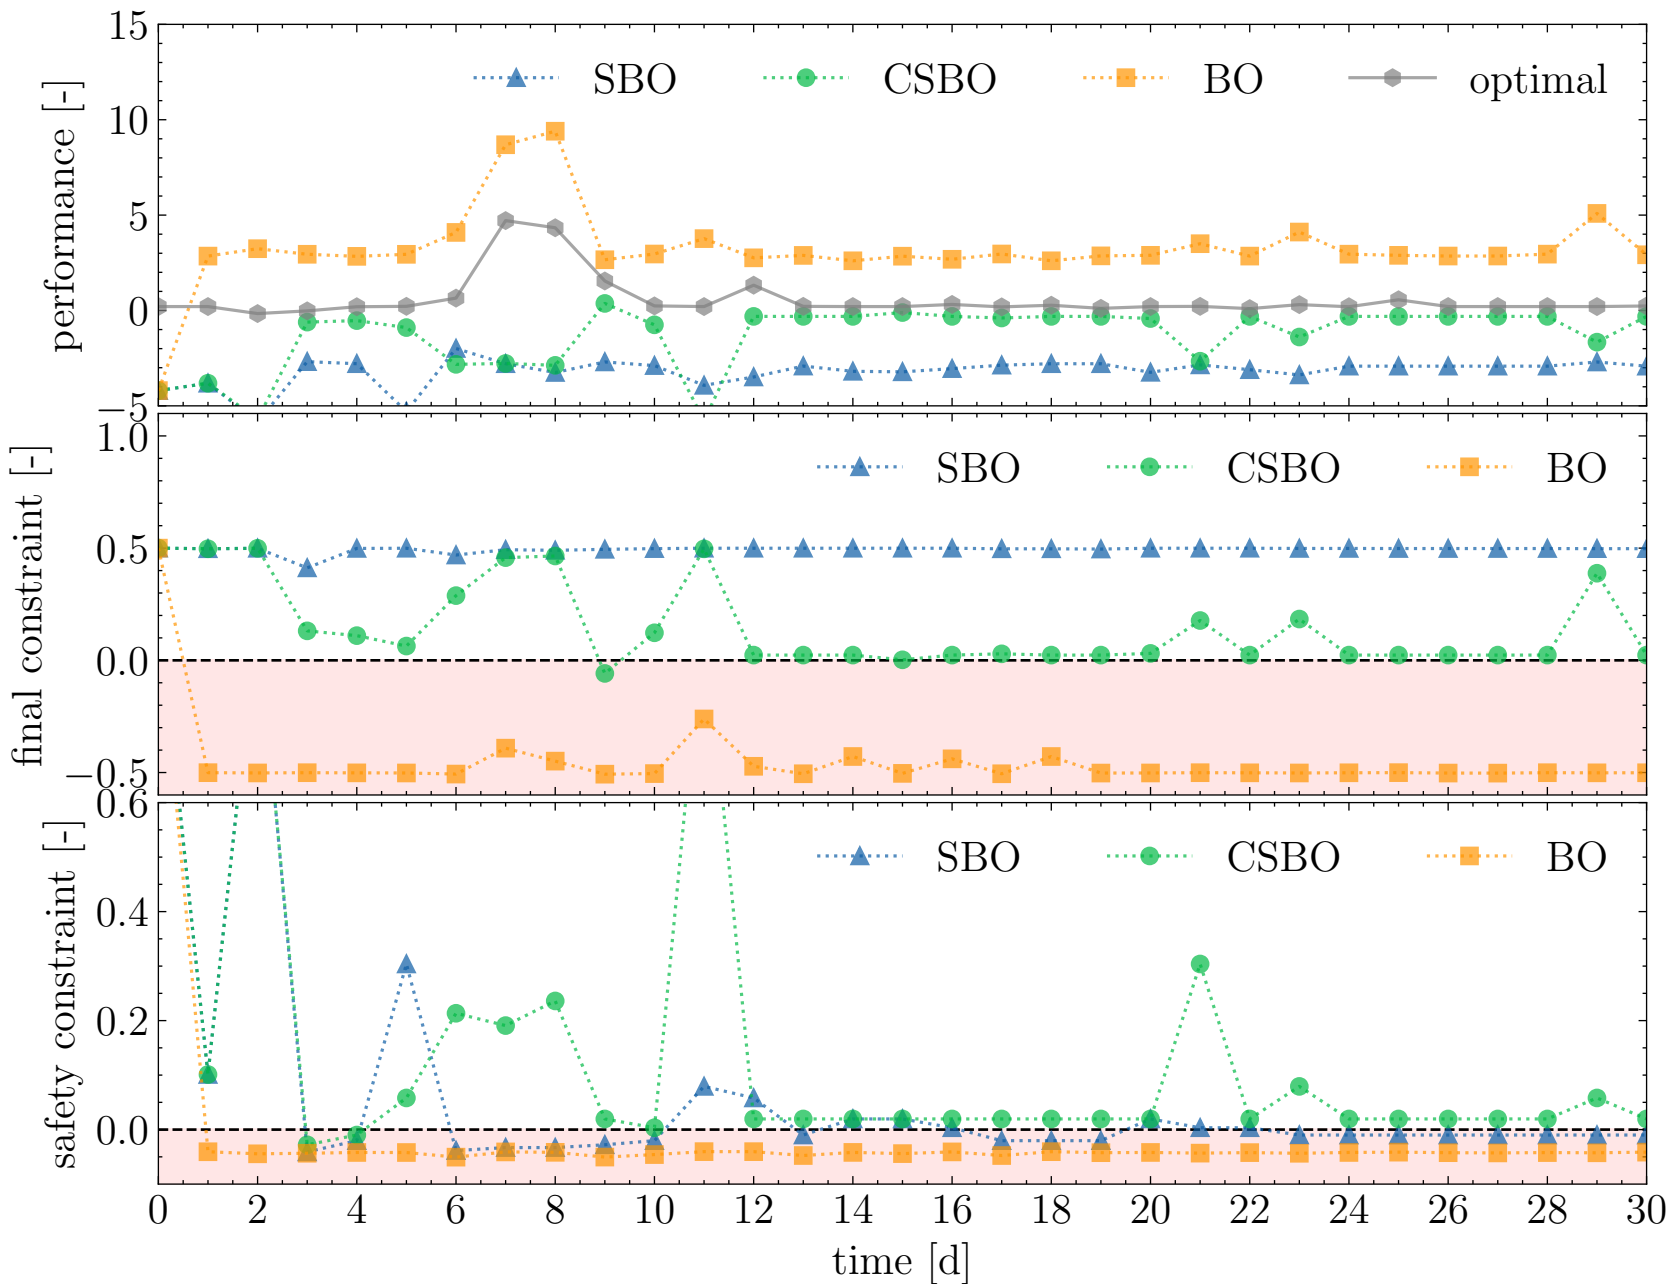 15
10
5
0
−5
performance [-]
SBO CSBO BO optimal
1.0
0.5
0.0
−0.5
final constraint [-]
SBO CSBO BO
0.6
0.4
0.2
0.0
safety constraint [-]
SBO CSBO BO
0 2 4 6 8 10 12 14 16 18 20 22 24 26 28 30
time [d]